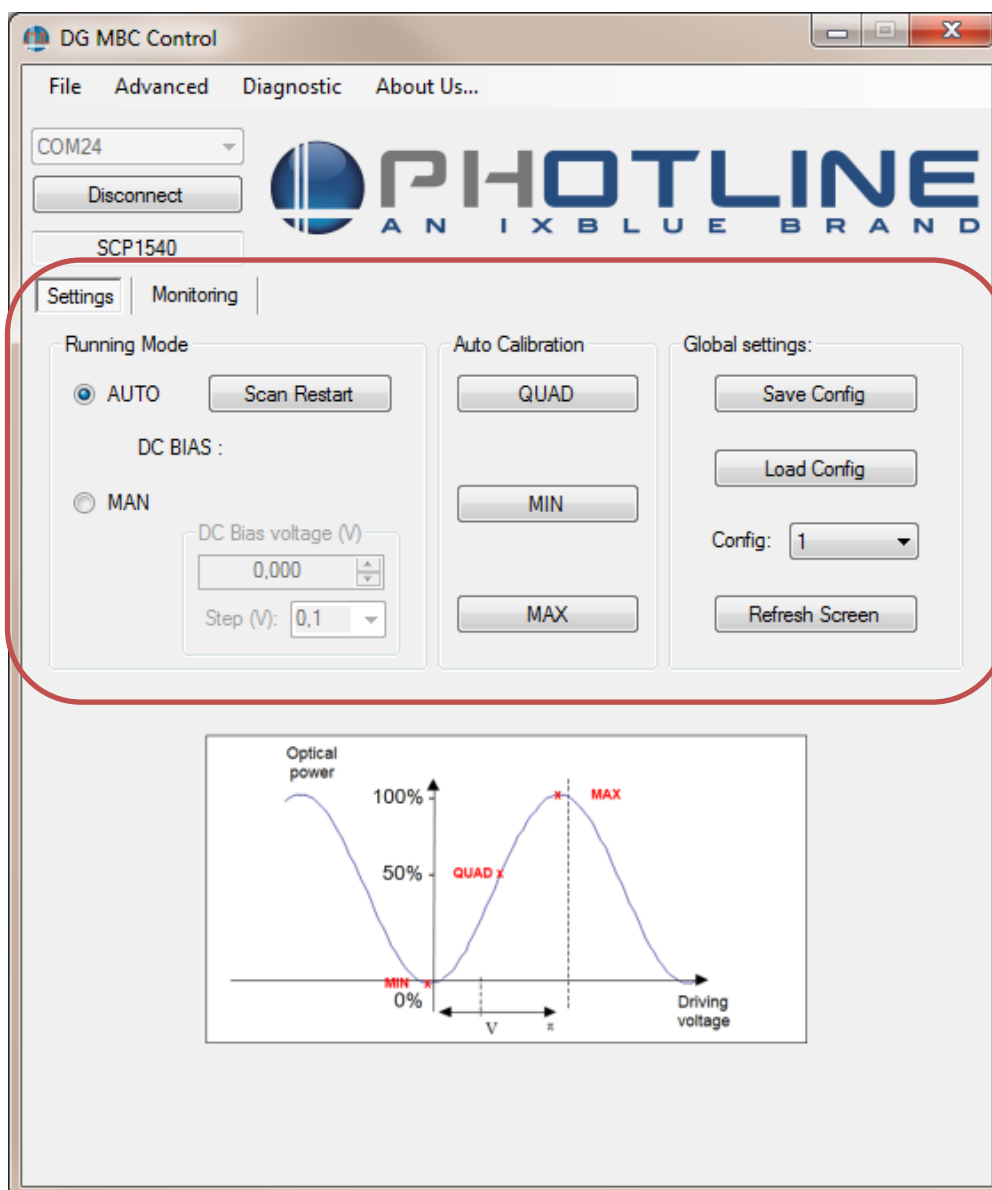 DG MBC Control
File Advanced Diagnostic About Us...
COM24
Disconnect
SCP1540
PHOTLINE
AN IXBLUE BRAND
Settings Monitoring
Running Mode
AUTO Scan Restart
DC BIAS :
MAN
DC Bias voltage (V)
0,000
Step (V): 0,1
Auto Calibration
QUAD
MIN
MAX
Global settings:
Save Config
Load Config
Config: 1
Refresh Screen
Optical
power
100% MAX
50% QUAD x
MIN x
0%
V π
Driving
voltage